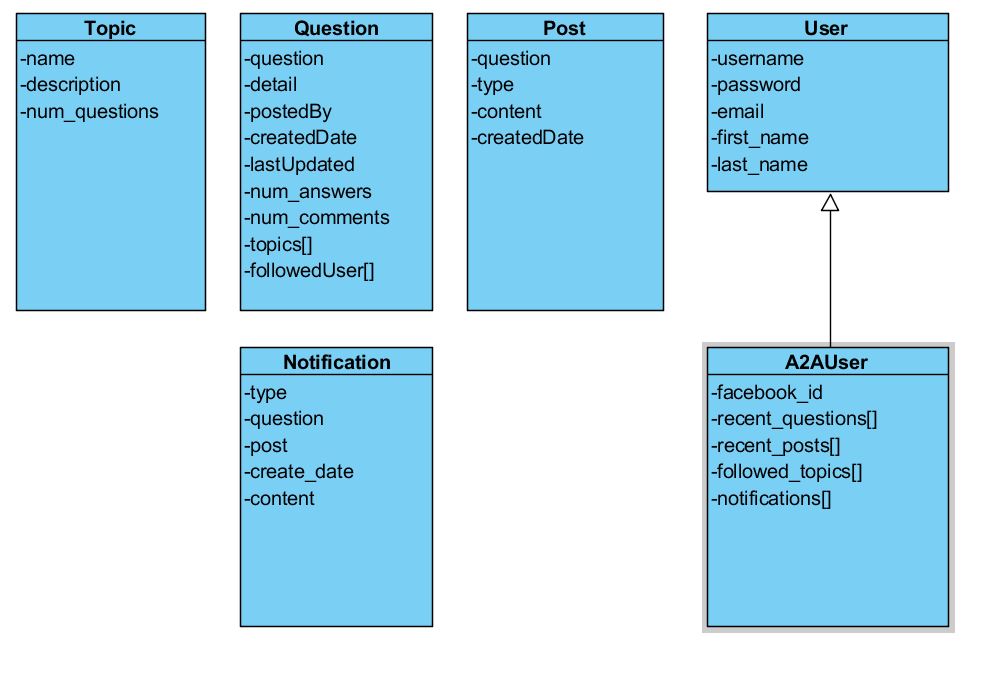 Topic
-name
-description
-num_questions
Question
-question
-detail
-postedBy
-createdDate
-lastUpdated
-num_answers
-num_comments
-topics[]
-followedUser[]
Post
-question
-type
-content
-createdDate
User
-username
-password
-email
-first_name
-last_name
Notification
-type
-question
-post
-create_date
-content
A2AUser
-facebook_id
-recent_questions[]
-recent_posts[]
-followed_topics[]
-notifications[]